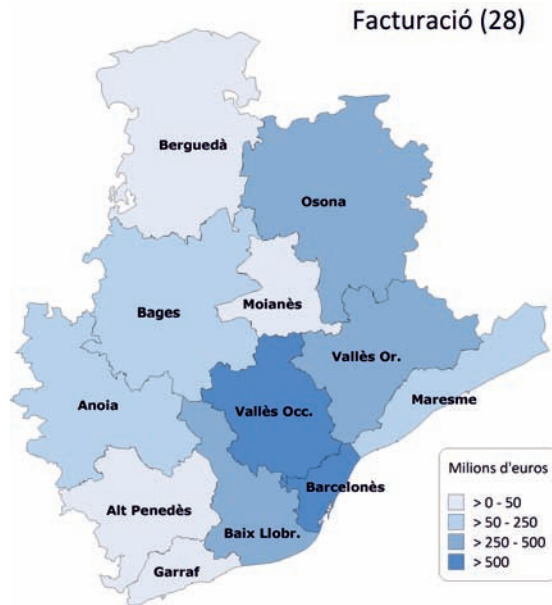 Facturació (28)
Berguedà
Osona
Bages
Moianès
Vallès Or.
Anoia
Vallès Occ.
Maresme
Barcelonès
Alt Penedès
Baix Llobr.
Garraf
Milions d'euros
> 0 - 50
> 50 - 250
> 250 - 500
> 500